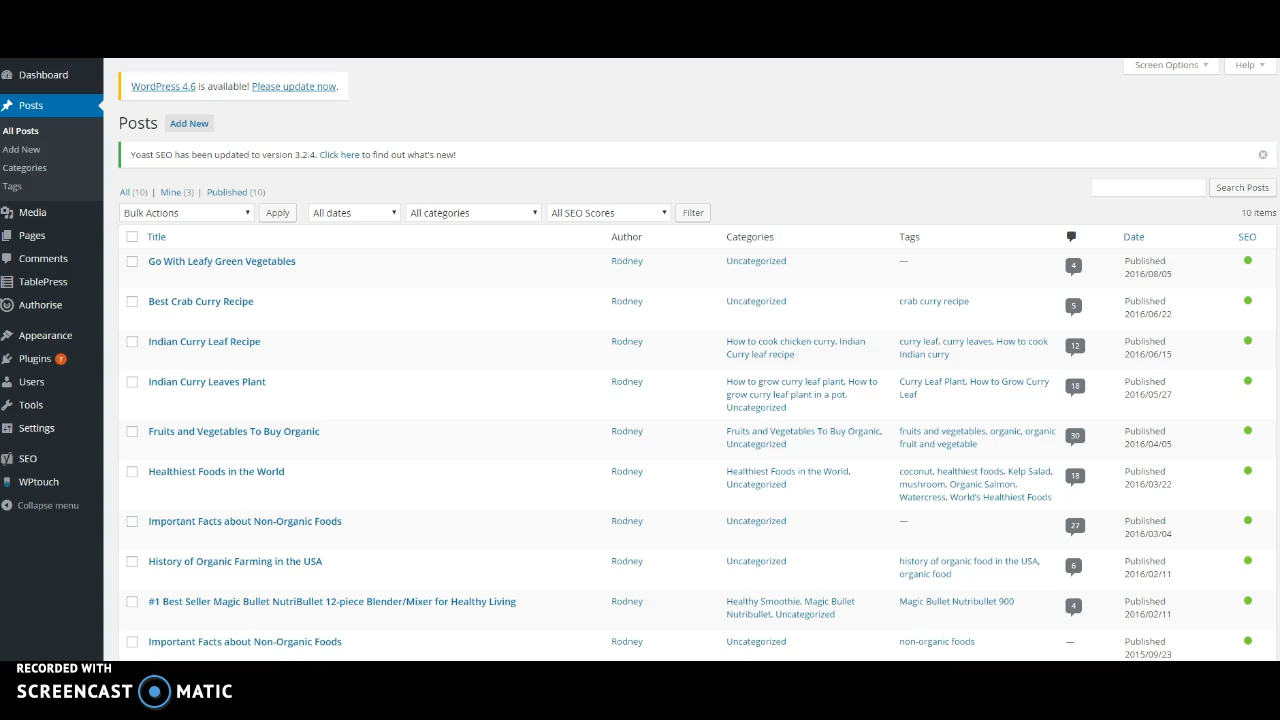 Screen Options Help
Dashboard
WordPress 4.6 is available! Please update now.
Posts
All Posts
Add New
Categories
Tags
Media
Pages
Comments
TablePress
Authorise
Appearance
Plugins 7
Users
Tools
Settings
SEO
WPtouch
Collapse menu
Posts Add New
Yoast SEO has been updated to version 3.2.4. Click here to find out what's new!
All (10) | Mine (3) | Published (10)
Search Posts
Bulk Actions Apply All dates All categories All SEO Scores Filter 10 items
Title Author Categories Tags Date SEO
Go With Leafy Green Vegetables Rodney Uncategorized — 4 Published
2016/08/05
Best Crab Curry Recipe Rodney Uncategorized crab curry recipe 5 Published
2016/06/22
Indian Curry Leaf Recipe Rodney How to cook chicken curry, Indian curry leaf, curry leaves, How to cook 12 Published
Curry leaf recipe Indian curry 2016/06/15
Indian Curry Leaves Plant Rodney How to grow curry leaf plant, How to Curry Leaf Plant, How to Grow Curry 18 Published
grow curry leaf plant in a pot, Leaf 2016/05/27
Uncategorized
Fruits and Vegetables To Buy Organic Rodney Fruits and Vegetables To Buy Organic, fruits and vegetables, organic, organic 30 Published
Uncategorized fruit and vegetable 2016/04/05
Healthiest Foods in the World Rodney Healthiest Foods in the World, coconut, healthiest foods, Kelp Salad, 18 Published
Uncategorized mushroom, Organic Salmon, 2016/03/22
Watercress, World's Healthiest Foods
Important Facts about Non-Organic Foods Rodney Uncategorized — 27 Published
2016/03/04
History of Organic Farming in the USA Rodney Uncategorized history of organic food in the USA, 6 Published
organic food 2016/02/11
#1 Best Seller Magic Bullet NutriBullet 12-piece Blender/Mixer for Healthy Living Rodney Healthy Smoothie, Magic Bullet Magic Bullet Nutribullet 900 4 Published
Nutribullet, Uncategorized 2016/02/11
Important Facts about Non-Organic Foods Rodney Uncategorized non-organic foods — Published
2015/09/23
RECORDED WITH
SCREENCAST MATIC